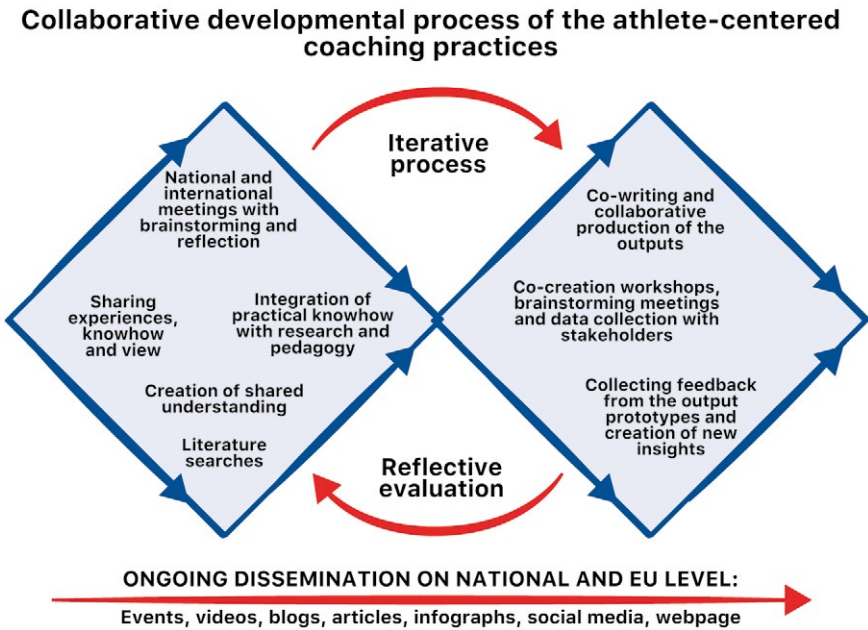 Collaborative developmental process of the athlete-centered
coaching practices
Iterative
process
National and
international
meetings with
brainstorming and
reflection
Sharing
experiences,
knowhow
and view
Integration of
practical knowhow
with research and
pedagogy
Creation of shared
understanding
Literature
searches
Co-writing and
collaborative
production of the
outputs
Co-creation workshops,
brainstorming meetings
and data collection with
stakeholders
Collecting feedback
from the output
prototypes and
creation of new
insights
Reflective
evaluation
ONGOING DISSEMINATION ON NATIONAL AND EU LEVEL:
Events, videos, blogs, articles, infographs, social media, webpage